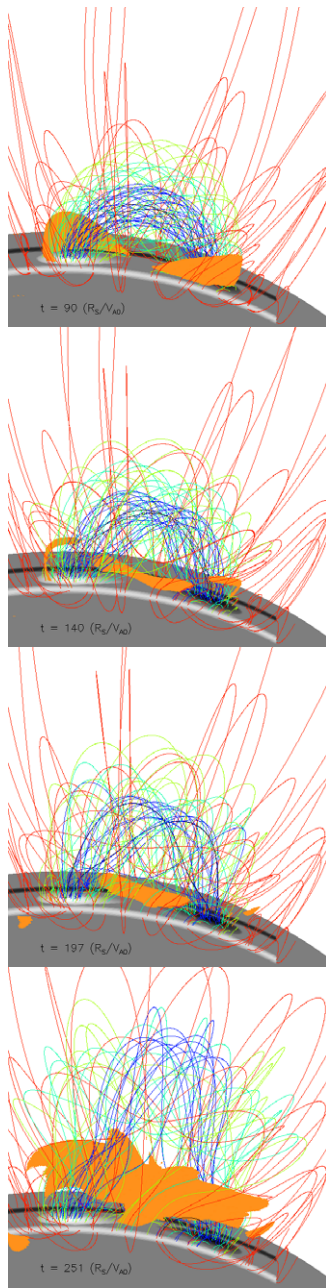 t = 90 (R_S/V_A0)
t = 140 (R_S/V_A0)
t = 197 (R_S/V_A0)
t = 251 (R_S/V_A0)